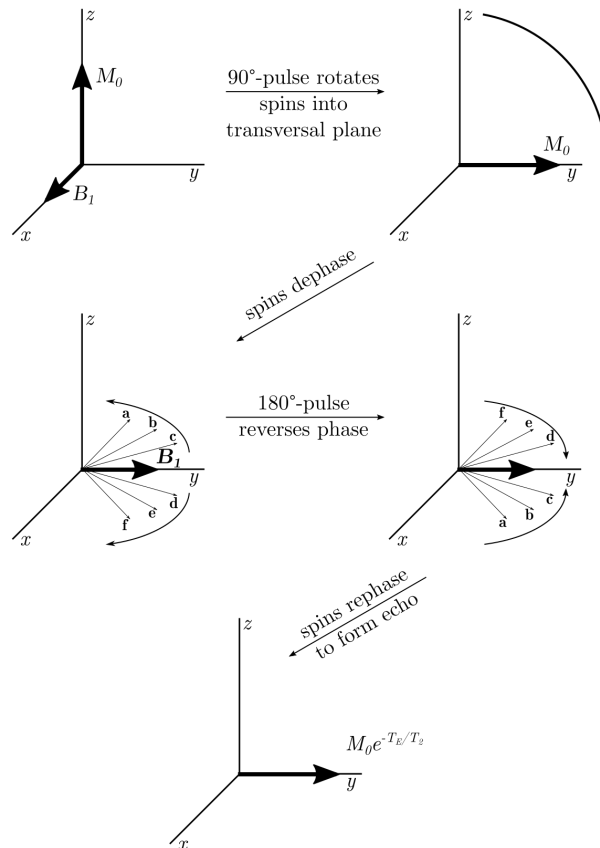 z
z
M₀
90°-pulse rotates
spins into
transversal plane
M₀
y
y
B₁
x
x
spins dephase
z
z
a
b
c
180°-pulse
reverses phase
f
e
d
B₁
y
y
d
e
f
c
b
a
x
x
spins rephase
to form echo
z
M₀e^-T_E/T₂
y
x